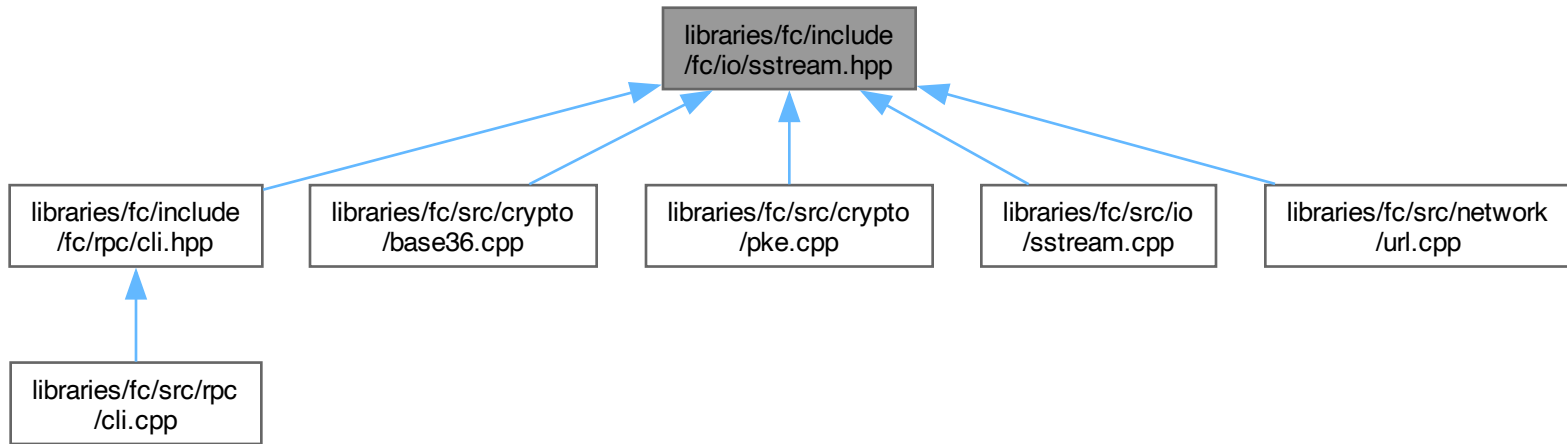 libraries/fc/include
/fc/io/sstream.hpp
libraries/fc/include
/fc/rpc/cli.hpp
libraries/fc/src/crypto
/base36.cpp
libraries/fc/src/crypto
/pke.cpp
libraries/fc/src/io
/sstream.cpp
libraries/fc/src/network
/url.cpp
libraries/fc/src/rpc
/cli.cpp